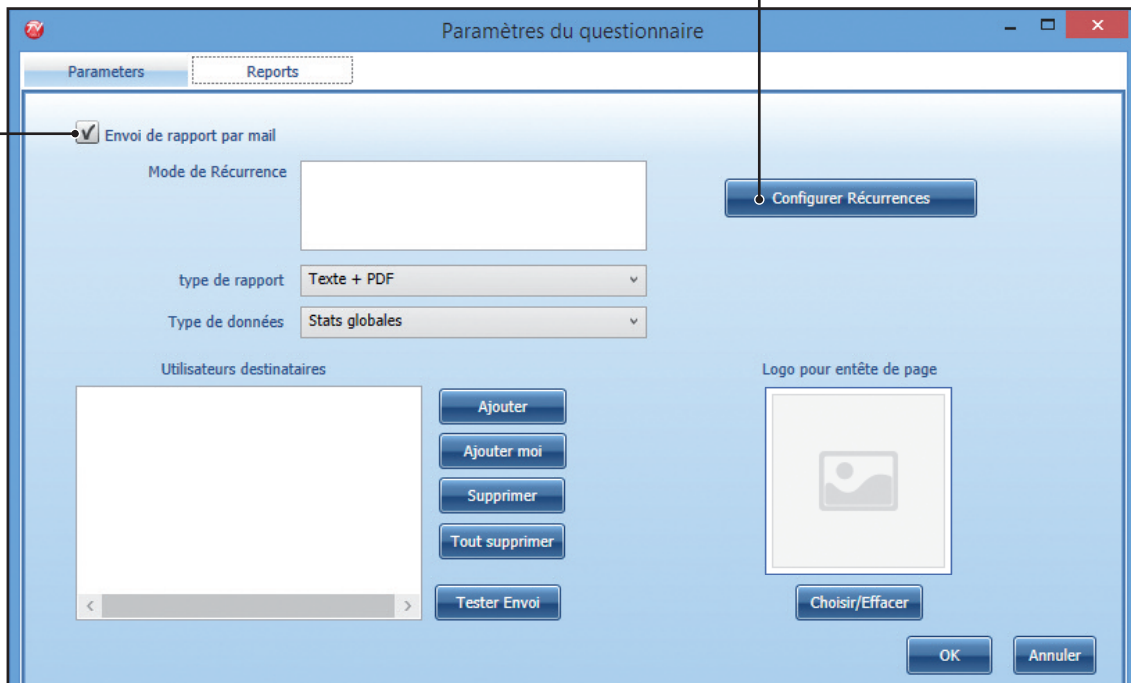 Paramètres du questionnaire
Parameters
Reports
Envoi de rapport par mail
Mode de Récurrence
Configurer Récurrences
type de rapport
Texte + PDF
Type de données
Stats globales
Utilisateurs destinataires
Logo pour entête de page
Ajouter
Ajouter moi
Supprimer
Tout supprimer
Tester Envoi
Choisir/Effacer
OK
Annuler